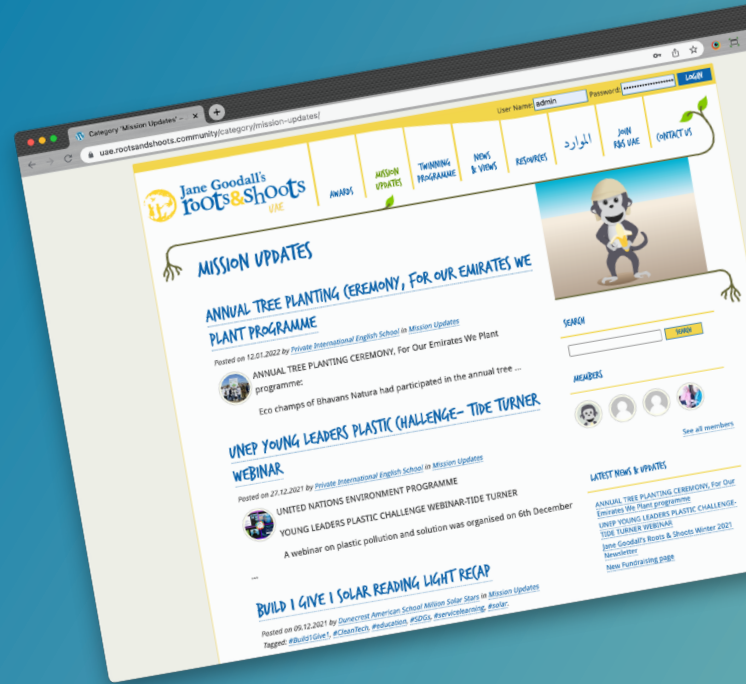 Category 'Mission Updates' –
uae.rootsandshoots.community/category/mission-updates/
User Name: admin Password: •••••••••••••••••• LOGIN
Jane Goodall's
roots&shoots
UAE
AWARDS
MISSION
UPDATES
TWINNING
PROGRAMME
NEWS
& VIEWS
RESOURCES
الموارد
JOIN
R&S UAE
CONTACT US
MISSION UPDATES
ANNUAL TREE PLANTING CEREMONY, FOR OUR EMIRATES WE
PLANT PROGRAMME
Posted on 12.01.2022 by Private International English School in Mission Updates
ANNUAL TREE PLANTING CEREMONY, For Our Emirates We Plant
programme:
Eco champs of Bhavans Natura had participated in the annual tree ...
UNEP YOUNG LEADERS PLASTIC CHALLENGE– TIDE TURNER
WEBINAR
Posted on 27.12.2021 by Private International English School in Mission Updates
UNITED NATIONS ENVIRONMENT PROGRAMME
YOUNG LEADERS PLASTIC CHALLENGE WEBINAR-TIDE TURNER
A webinar on plastic pollution and solution was organised on 6th December
...
BUILD 1 GIVE 1 SOLAR READING LIGHT RECAP
Posted on 09.12.2021 by Dunecrest American School Million Solar Stars in Mission Updates
Tagged: #Build1Give1, #CleanTech, #education, #SDGs, #servicelearning, #solar.
SEARCH
SEARCH
MEMBERS
See all members
LATEST NEWS & UPDATES
ANNUAL TREE PLANTING CEREMONY, For Our
Emirates We Plant programme
UNEP YOUNG LEADERS PLASTIC CHALLENGE-
TIDE TURNER WEBINAR
Jane Goodall's Roots & Shoots Winter 2021
Newsletter
New Fundraising page